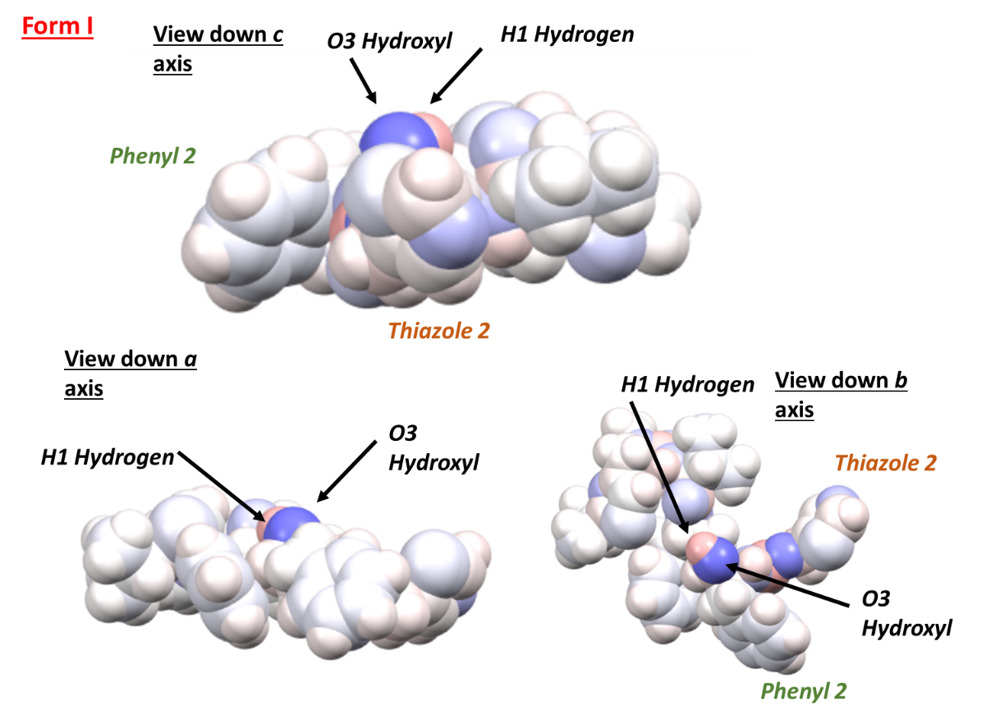 Form I
View down c
axis
O3 Hydroxyl
H1 Hydrogen
Phenyl 2
Thiazole 2
View down a
axis
H1 Hydrogen
O3
Hydroxyl
H1 Hydrogen
View down b
axis
Thiazole 2
O3
Hydroxyl
Phenyl 2